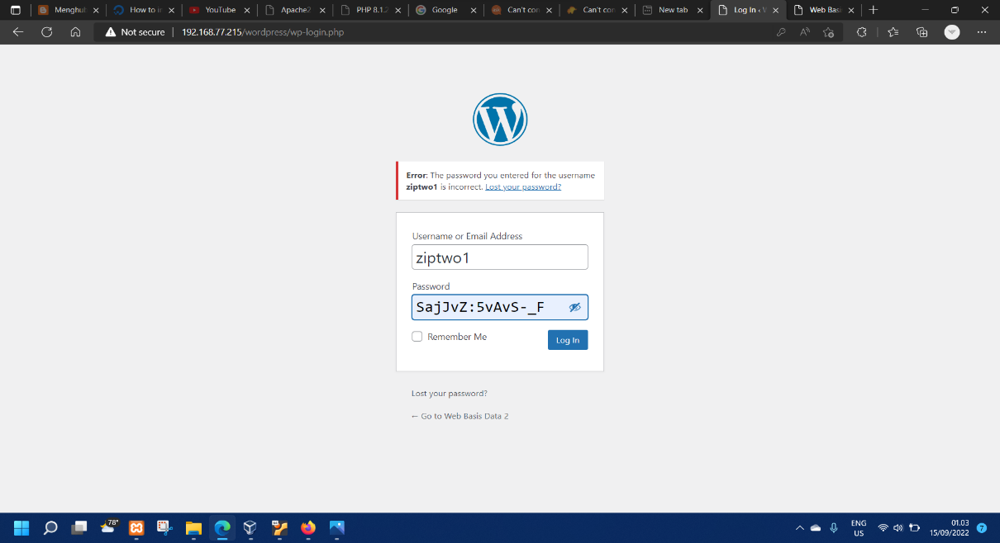 Menghub
How to in
YouTube
Apache2
PHP 8.1.2
Google
Can't con
Can't con
New tab
Log In ‹ W
Web Basi
Not secure
192.168.77.215/wordpress/wp-login.php
Error: The password you entered for the username
ziptwo1 is incorrect. Lost your password?
Username or Email Address
ziptwo1
Password
SajJvZ:5vAvS-_F
Remember Me
Log In
Lost your password?
← Go to Web Basis Data 2
78°
ENG
US
01.03
15/09/2022
7